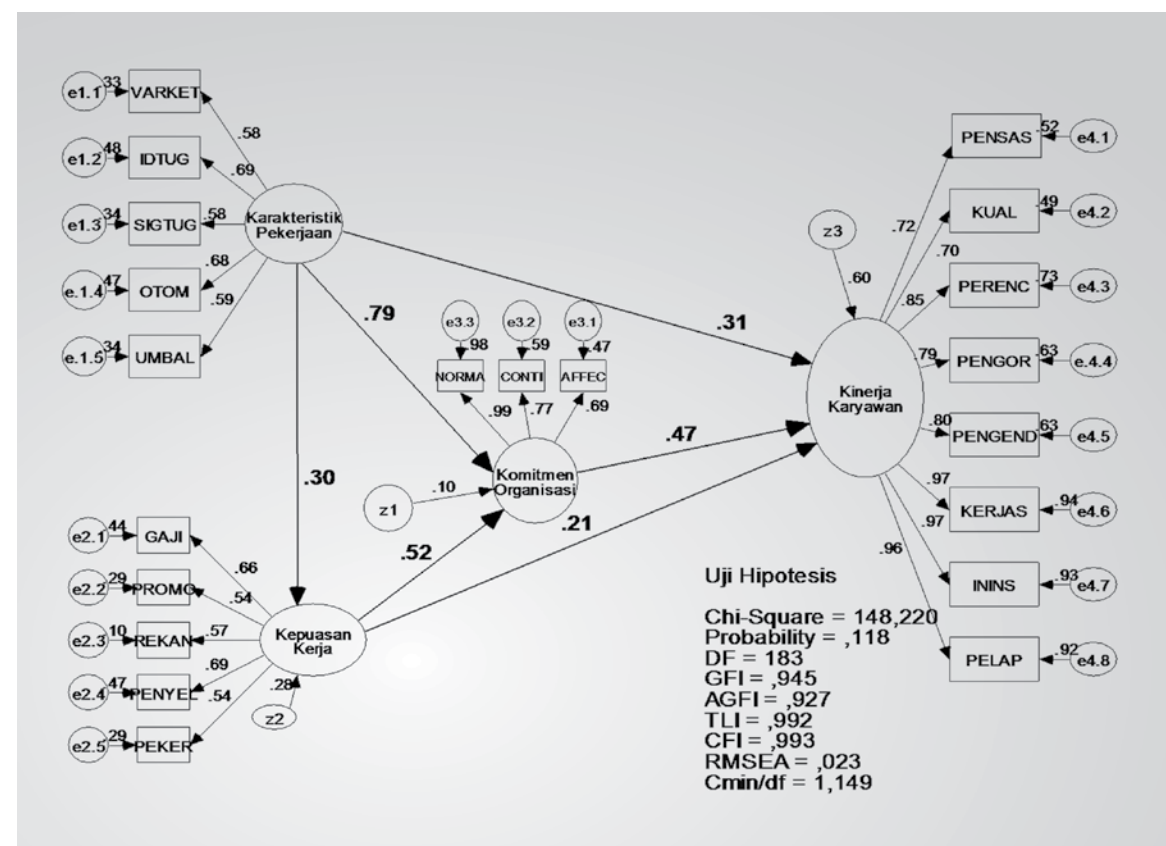 e1.1
.33
VARKET
.58
e1.2
.48
IDTUG
.69
e1.3
.34
SIGTUG
.58
Karakteristik
Pekerjaan
e.1.4
.47
OTOM
.68
e.1.5
.34
UMBAL
.59
.79
.31
.30
e3.3
e3.2
e3.1
.98
.59
.47
NORMA
CONTI
AFFEC
.99
.77
.69
Komitmen
Organisasi
z1
.10
.47
.52
.21
e2.1
.44
GAJI
.66
e2.2
.29
PROMO
.54
e2.3
.10
REKAN
.57
e2.4
.47
PENYEL
.69
e2.5
.29
PEKER
.54
Kepuasan
Kerja
.28
z2
z3
.60
Kinerja
Karyawan
.72
PENSAS
.52
e4.1
.70
KUAL
.49
e4.2
.85
PERENC
.73
e4.3
.79
PENGOR
.63
e.4.4
.80
PENGEND
.63
e4.5
.97
KERJAS
.94
e4.6
.97
ININS
.93
e4.7
.96
PELAP
.92
e4.8
Uji Hipotesis
Chi-Square = 148,220
Probability = ,118
DF = 183
GFI = ,945
AGFI = ,927
TLI = ,992
CFI = ,993
RMSEA = ,023
Cmin/df = 1,149